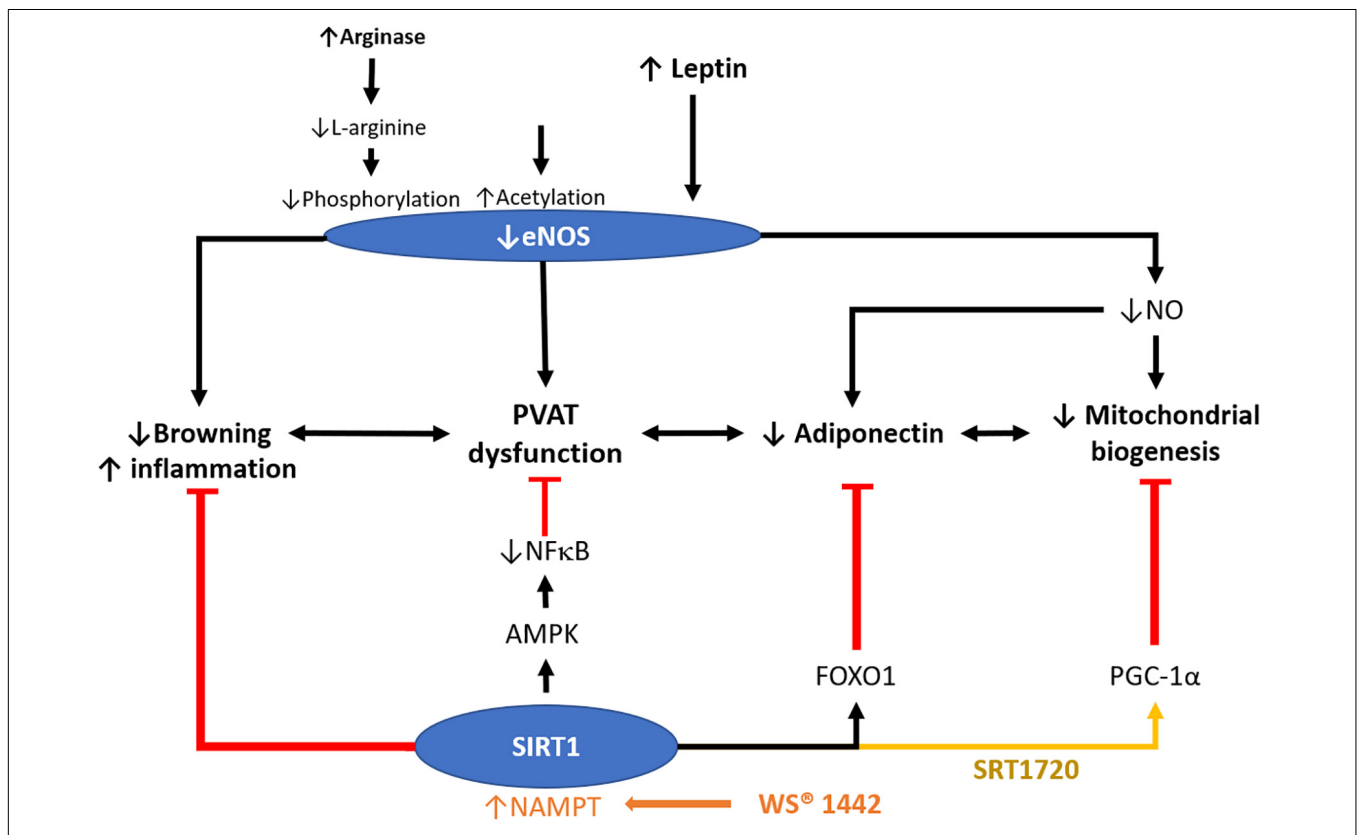 ↑Arginase
↑ Leptin
↓L-arginine
↓Phosphorylation ↑Acetylation
↓eNOS
↓NO
↓Browning
↑ inflammation
PVAT
dysfunction
↓ Adiponectin
↓ Mitochondrial
biogenesis
↓NFκB
AMPK
FOXO1
PGC-1α
SIRT1
SRT1720
↑NAMPT
WS® 1442